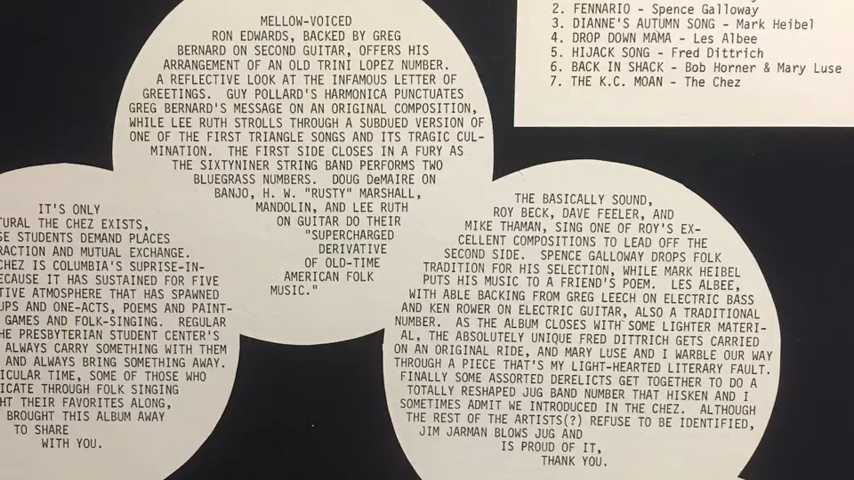 2. FENNARIO - Spence Galloway
3. DIANNE'S AUTUMN SONG - Mark Heibel
4. DROP DOWN MAMA - Les Albee
5. HIJACK SONG - Fred Dittrich
6. BACK IN SHACK - Bob Horner & Mary Luse
7. THE K.C. MOAN - The Chez
MELLOW-VOICED
RON EDWARDS, BACKED BY GREG
BERNARD ON SECOND GUITAR, OFFERS HIS
ARRANGEMENT OF AN OLD TRINI LOPEZ NUMBER.
A REFLECTIVE LOOK AT THE INFAMOUS LETTER OF
GREETINGS. GUY POLLARD'S HARMONICA PUNCTUATES
GREG BERNARD'S MESSAGE ON AN ORIGINAL COMPOSITION,
WHILE LEE RUTH STROLLS THROUGH A SUBDUED VERSION OF
ONE OF THE FIRST TRIANGLE SONGS AND ITS TRAGIC CUL-
MINATION. THE FIRST SIDE CLOSES IN A FURY AS
THE SIXTYNINER STRING BAND PERFORMS TWO
BLUEGRASS NUMBERS. DOUG DeMAIRE ON
BANJO, H. W. "RUSTY" MARSHALL,
MANDOLIN, AND LEE RUTH
ON GUITAR DO THEIR
"SUPERCHARGED
DERIVATIVE
OF OLD-TIME
AMERICAN FOLK
MUSIC."
IT'S ONLY
TURAL THE CHEZ EXISTS,
SE STUDENTS DEMAND PLACES
RACTION AND MUTUAL EXCHANGE.
CHEZ IS COLUMBIA'S SUPRISE-IN-
ECAUSE IT HAS SUSTAINED FOR FIVE
TIVE ATMOSPHERE THAT HAS SPAWNED
UPS AND ONE-ACTS, POEMS AND PAINT-
GAMES AND FOLK-SINGING. REGULAR
HE PRESBYTERIAN STUDENT CENTER'S
ALWAYS CARRY SOMETHING WITH THEM
AND ALWAYS BRING SOMETHING AWAY.
ICULAR TIME, SOME OF THOSE WHO
ICATE THROUGH FOLK SINGING
HT THEIR FAVORITES ALONG,
BROUGHT THIS ALBUM AWAY
TO SHARE
WITH YOU.
THE BASICALLY SOUND,
ROY BECK, DAVE FEELER, AND
MIKE THAMAN, SING ONE OF ROY'S EX-
CELLENT COMPOSITIONS TO LEAD OFF THE
SECOND SIDE. SPENCE GALLOWAY DROPS FOLK
TRADITION FOR HIS SELECTION, WHILE MARK HEIBEL
PUTS HIS MUSIC TO A FRIEND'S POEM. LES ALBEE,
WITH ABLE BACKING FROM GREG LEECH ON ELECTRIC BASS
AND KEN ROWER ON ELECTRIC GUITAR, ALSO A TRADITIONAL
NUMBER. AS THE ALBUM CLOSES WITH SOME LIGHTER MATERI-
AL, THE ABSOLUTELY UNIQUE FRED DITTRICH GETS CARRIED
ON AN ORIGINAL RIDE, AND MARY LUSE AND I WARBLE OUR WAY
THROUGH A PIECE THAT'S MY LIGHT-HEARTED LITERARY FAULT.
FINALLY SOME ASSORTED DERELICTS GET TOGETHER TO DO A
TOTALLY RESHAPED JUG BAND NUMBER THAT HISKEN AND I
SOMETIMES ADMIT WE INTRODUCED IN THE CHEZ. ALTHOUGH
THE REST OF THE ARTISTS(?) REFUSE TO BE IDENTIFIED,
JIM JARMAN BLOWS JUG AND
IS PROUD OF IT,
THANK YOU.